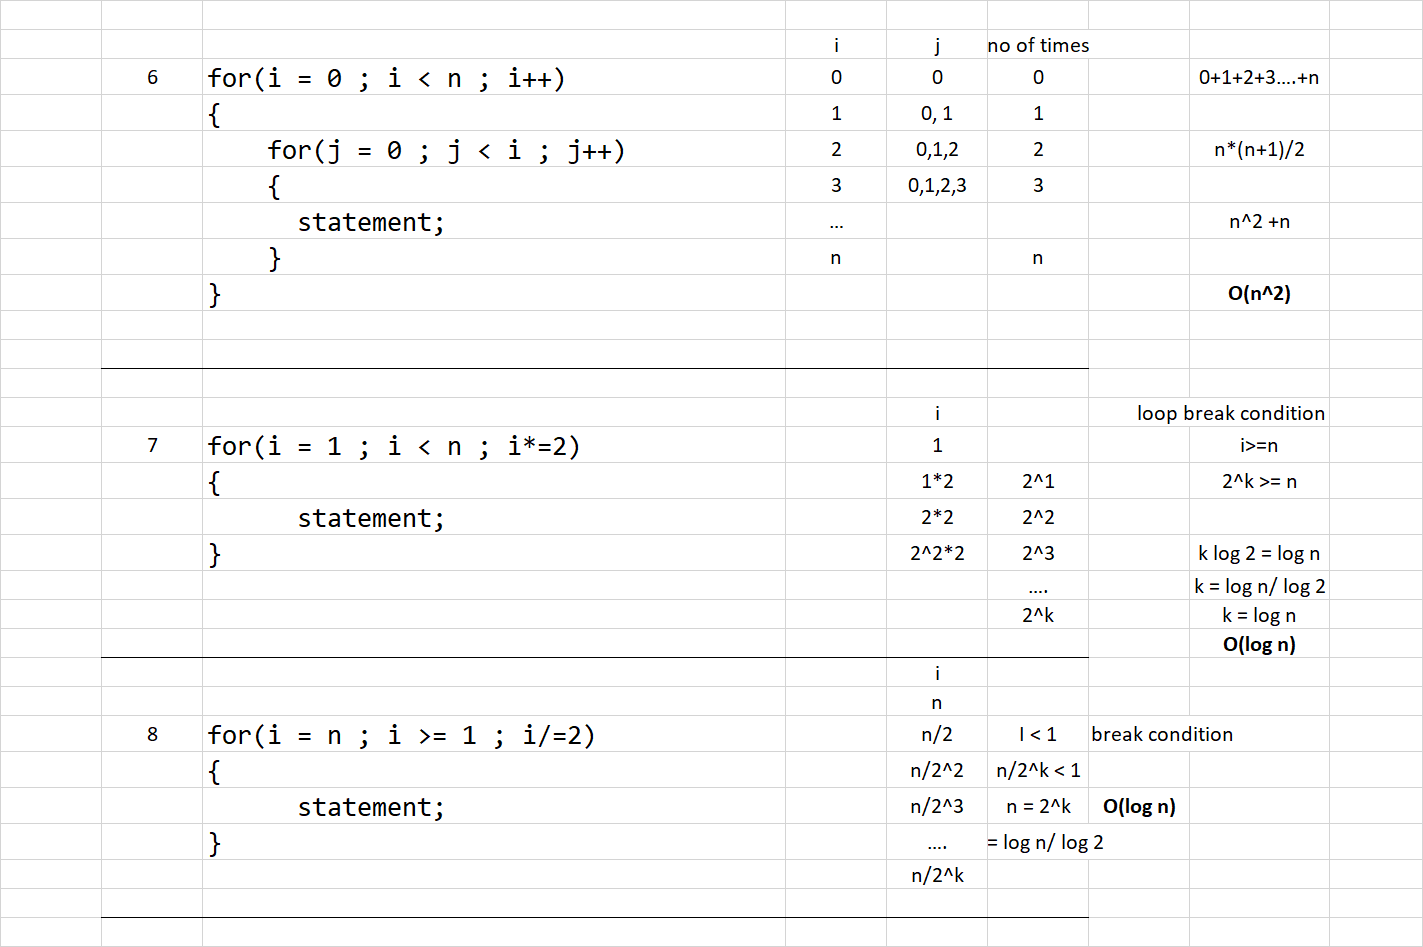 i j no of times
6 for(i = 0 ; i < n ; i++) 0 0 0 0+1+2+3....+n
{ 1 0, 1 1
for(j = 0 ; j < i ; j++) 2 0,1,2 2 n*(n+1)/2
{ 3 0,1,2,3 3
statement; ... n^2 +n
} n n
} O(n^2)
i loop break condition
7 for(i = 1 ; i < n ; i*=2) 1 i>=n
{ 1*2 2^1 2^k >= n
statement; 2*2 2^2
} 2^2*2 2^3 k log 2 = log n
.... k = log n/ log 2
2^k k = log n
O(log n)
i
n
8 for(i = n ; i >= 1 ; i/=2) n/2 I < 1 break condition
{ n/2^2 n/2^k < 1
statement; n/2^3 n = 2^k O(log n)
} .... = log n/ log 2
n/2^k